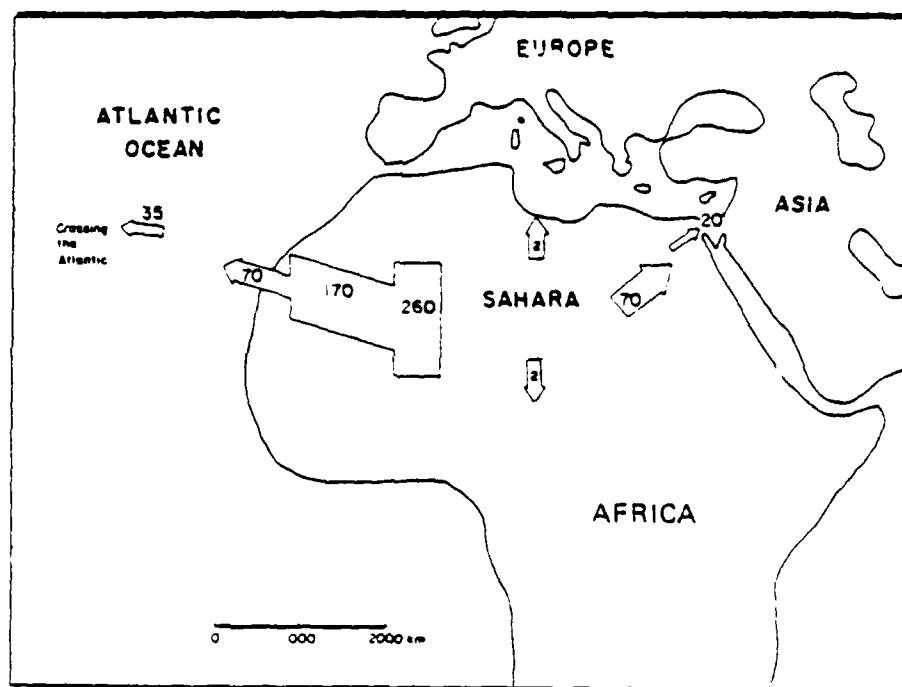 EUROPE
ATLANTIC
OCEAN
ASIA
35
Crossing
the
Atlantic
20
2
70
170
260
SAHARA
70
2
AFRICA
0 000 2000 km